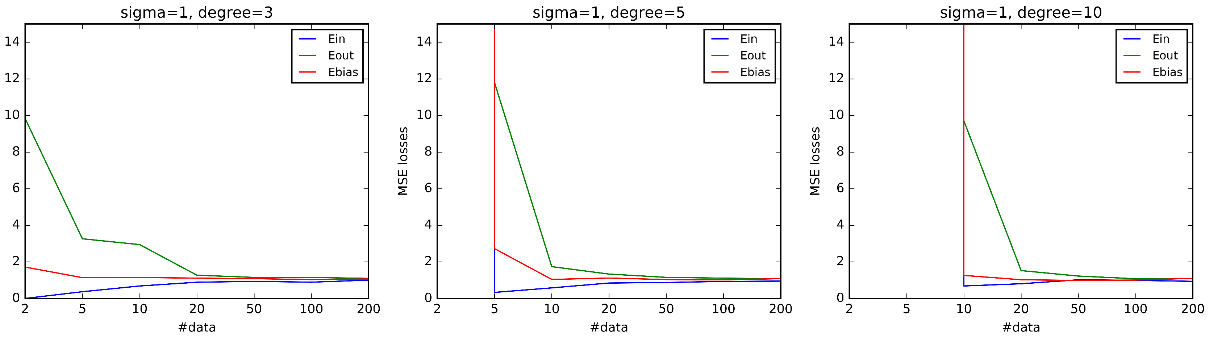 sigma=1, degree=3
14
12
10
8
6
4
2
0
Ein
Eout
Ebias
2 5 10 20 50 100 200
#data
sigma=1, degree=5
MSE losses
14
12
10
8
6
4
2
0
Ein
Eout
Ebias
2 5 10 20 50 100 200
#data
sigma=1, degree=10
MSE losses
14
12
10
8
6
4
2
0
Ein
Eout
Ebias
2 5 10 20 50 100 200
#data